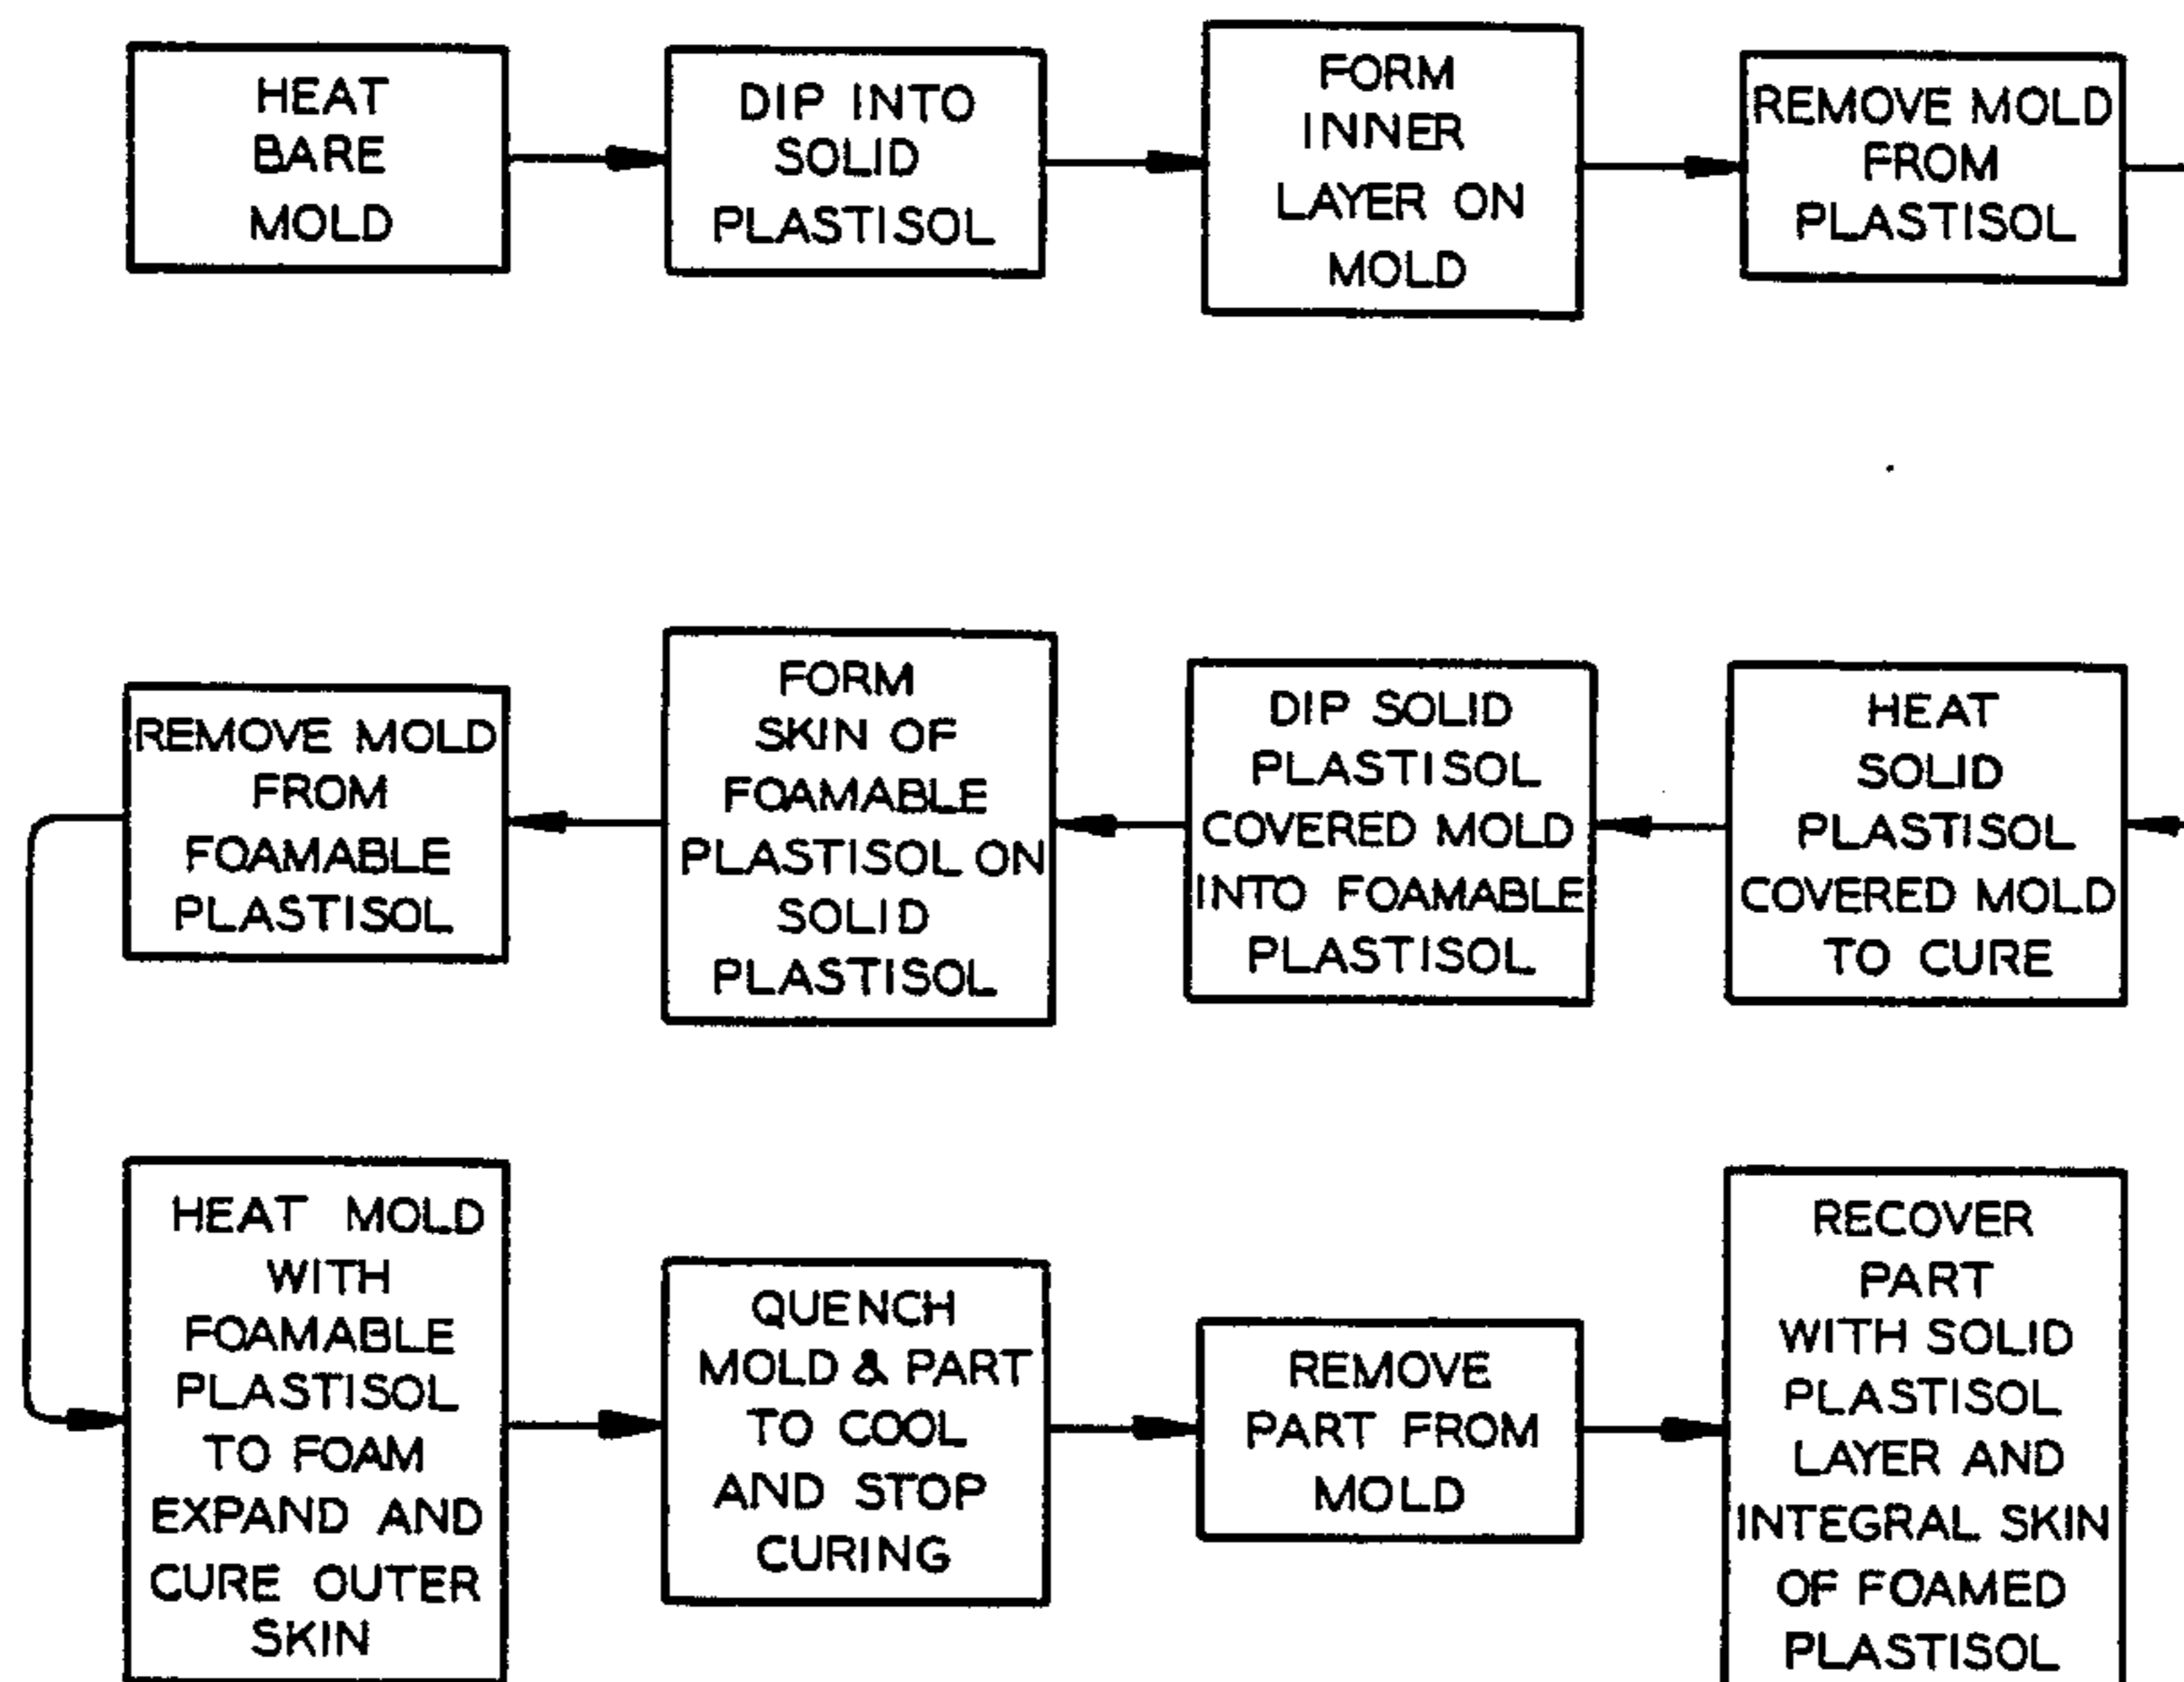 HEAT
BARE
MOLD
DIP INTO
SOLID
PLASTISOL
FORM
INNER
LAYER ON
MOLD
REMOVE MOLD
FROM
PLASTISOL
HEAT
SOLID
PLASTISOL
COVERED MOLD
TO CURE
DIP SOLID
PLASTISOL
COVERED MOLD
INTO FOAMABLE
PLASTISOL
FORM
SKIN OF
FOAMABLE
PLASTISOL ON
SOLID
PLASTISOL
REMOVE MOLD
FROM
FOAMABLE
PLASTISOL
HEAT MOLD
WITH
FOAMABLE
PLASTISOL
TO FOAM
EXPAND AND
CURE OUTER
SKIN
QUENCH
MOLD & PART
TO COOL
AND STOP
CURING
REMOVE
PART FROM
MOLD
RECOVER
PART
WITH SOLID
PLASTISOL
LAYER AND
INTEGRAL SKIN
OF FOAMED
PLASTISOL